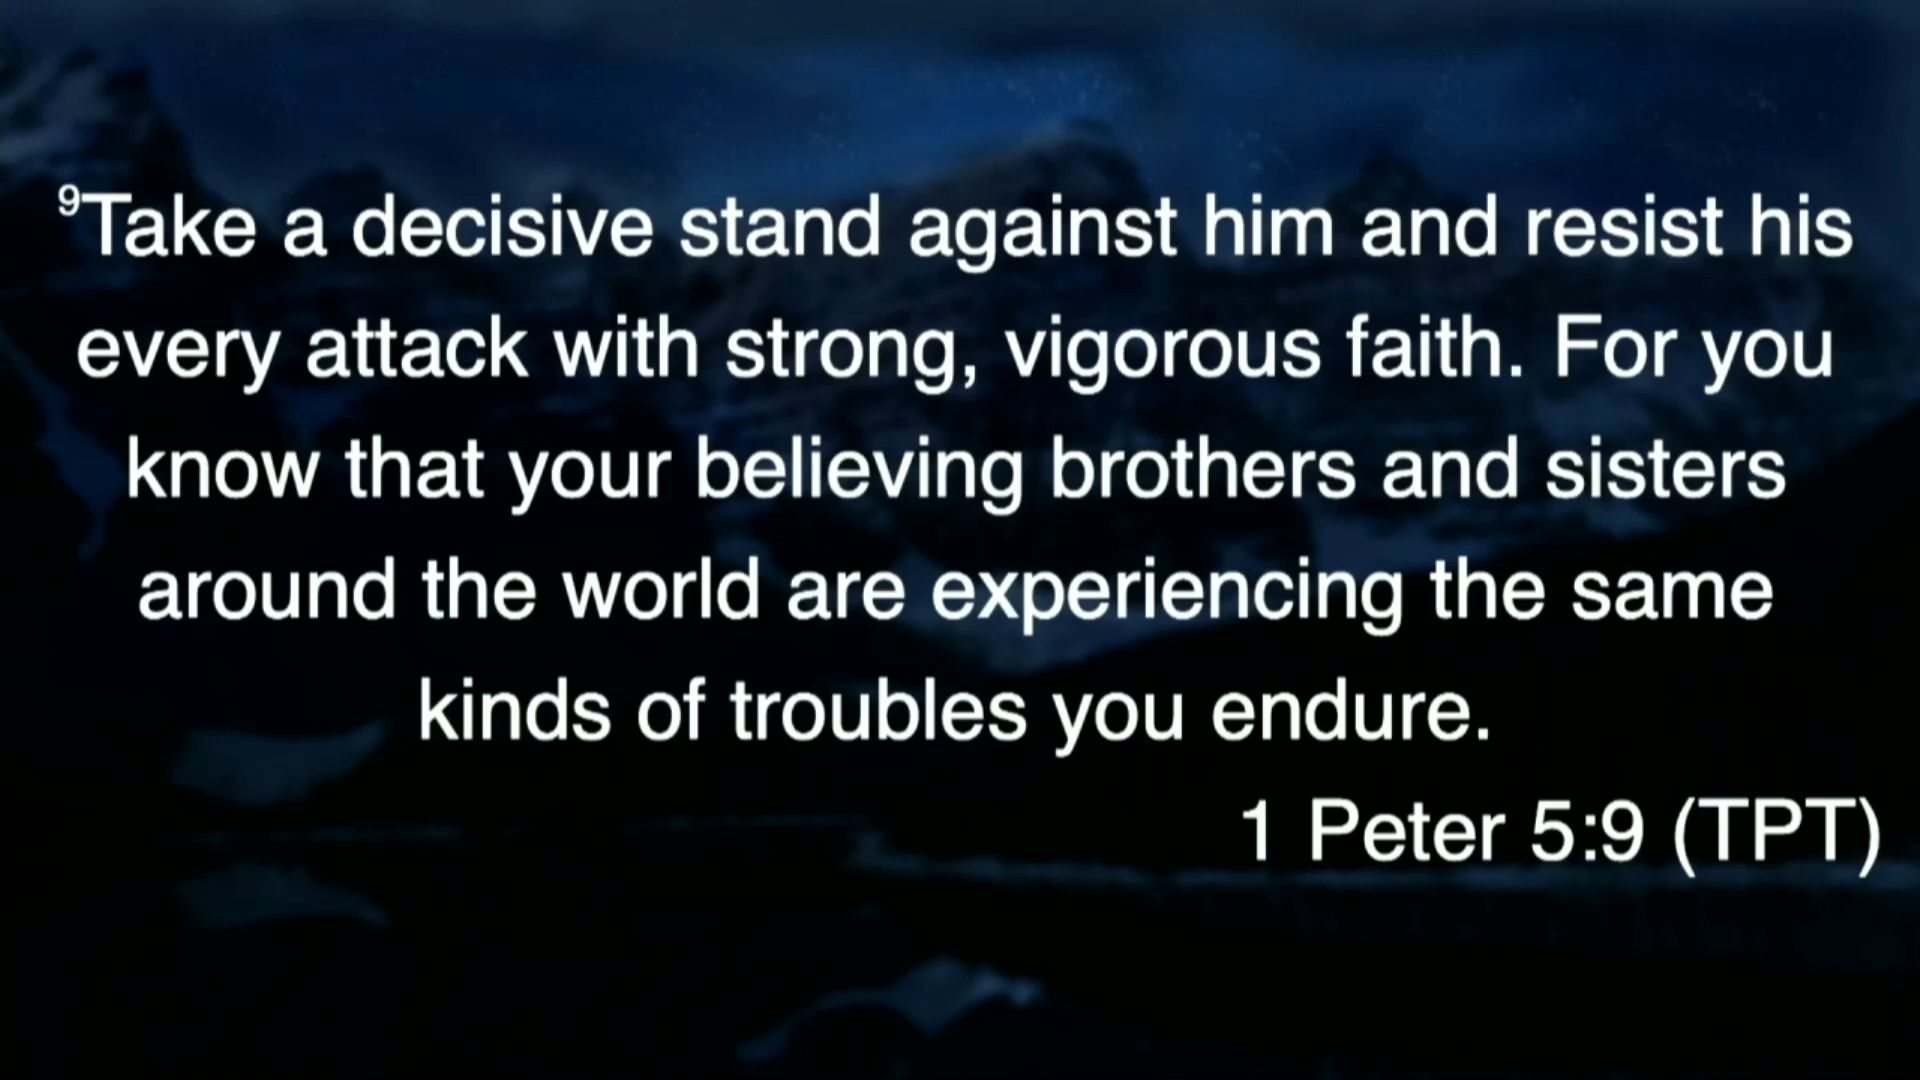 ⁹Take a decisive stand against him and resist his
every attack with strong, vigorous faith. For you
know that your believing brothers and sisters
around the world are experiencing the same
kinds of troubles you endure.
1 Peter 5:9 (TPT)